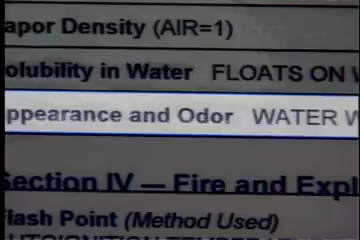 apor Density (AIR=1)
olubility in Water FLOATS ON
ppearance and Odor WATER W
Section IV — Fire and Expl
lash Point (Method Used)